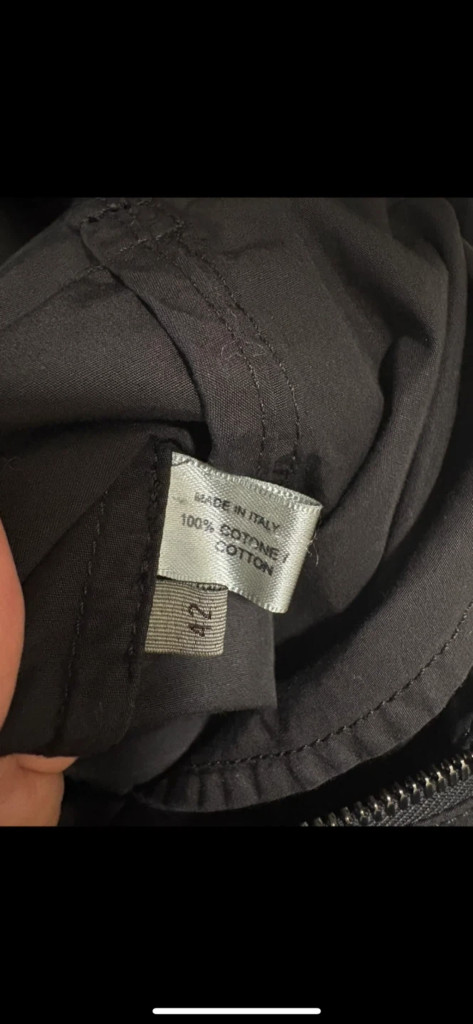 MADE IN ITALY
100% COTONE /
COTTON
42